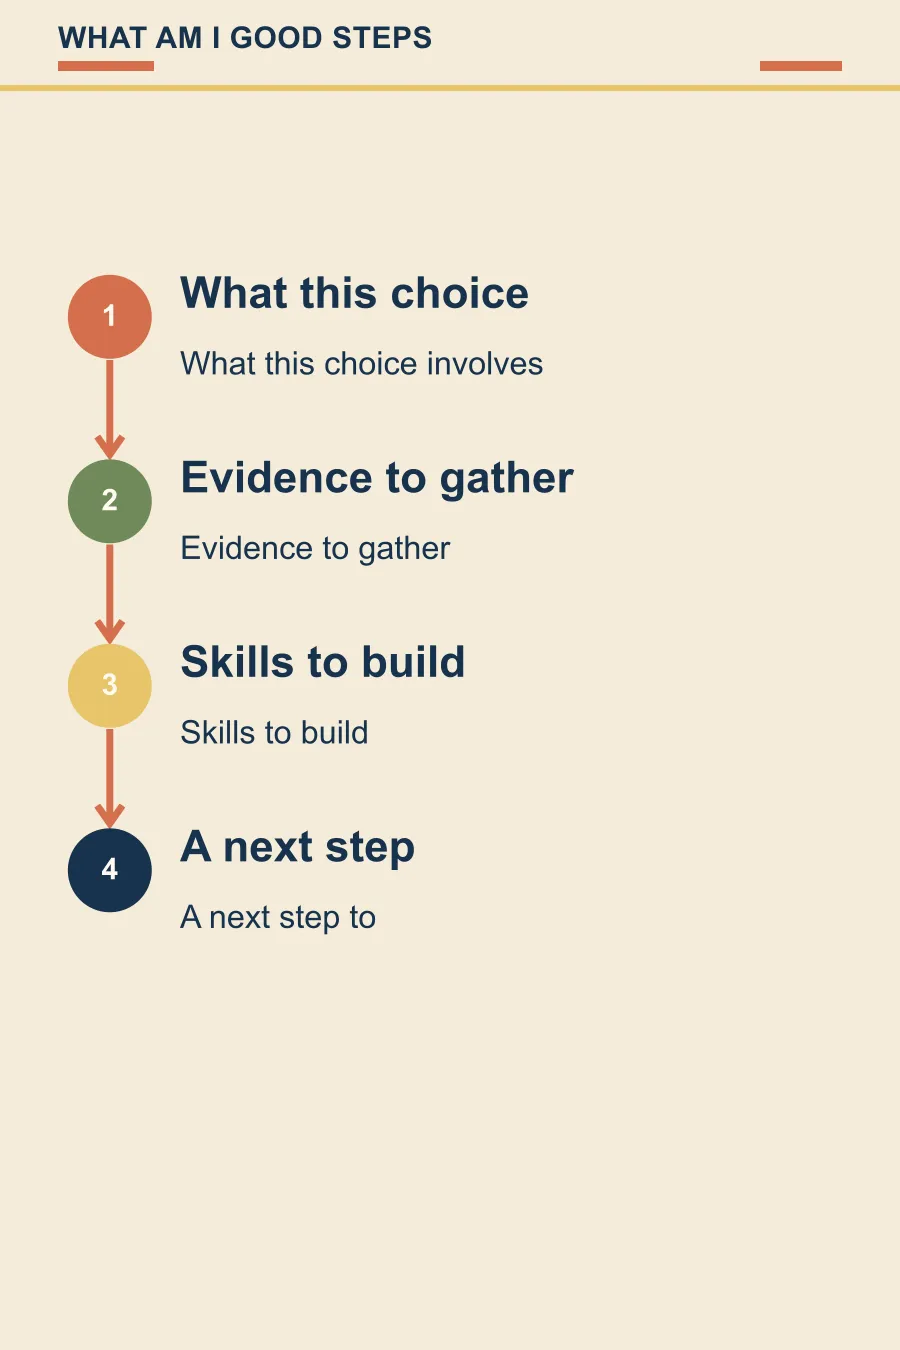 WHAT AM I GOOD STEPS
1
What this choice
What this choice involves
2
Evidence to gather
Evidence to gather
3
Skills to build
Skills to build
4
A next step
A next step to